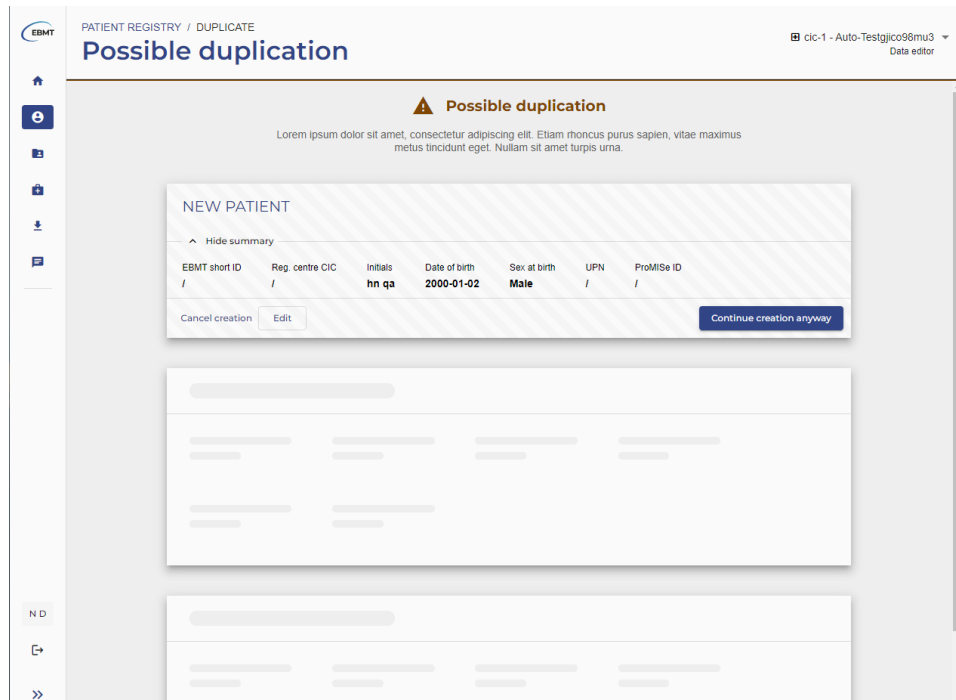 EBMT
PATIENT REGISTRY / DUPLICATE
Possible duplication
cic-1 - Auto-Testgjico98mu3
Data editor
Possible duplication
Lorem ipsum dolor sit amet, consectetur adipiscing elit. Etiam rhoncus purus sapien, vitae maximus
metus tincidunt eget. Nullam sit amet turpis urna.
NEW PATIENT
Hide summary
EBMT short ID Reg. centre CIC Initials Date of birth Sex at birth UPN ProMISe ID
/ / hn qa 2000-01-02 Male / /
Cancel creation Edit Continue creation anyway
N D